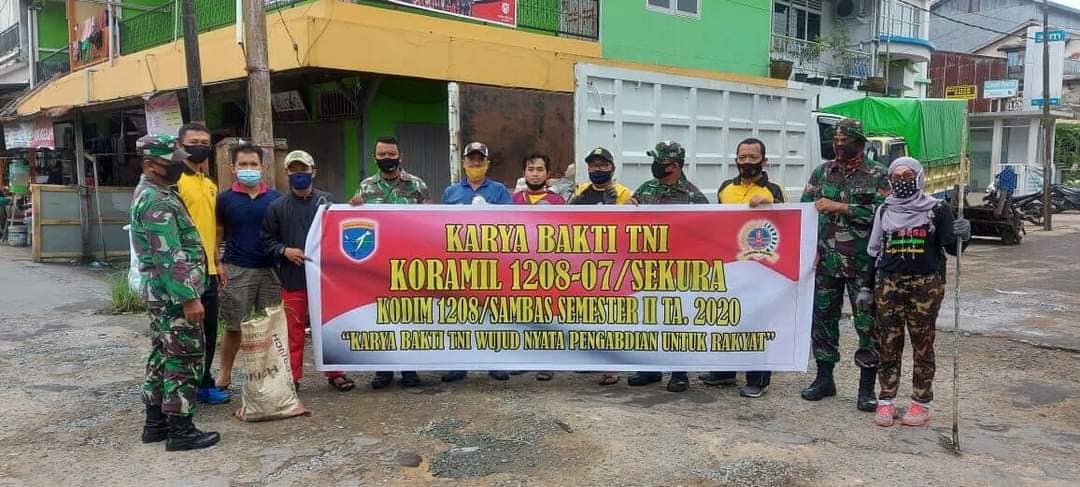 KARYA BAKTI TNI
KORAMIL 1208-07/SEKURA
KODIM 1208/SAMBAS SEMESTER II TA. 2020
"KARYA BAKTI TNI WUJUD NYATA PENGABDIAN UNTUK RAKYAT"